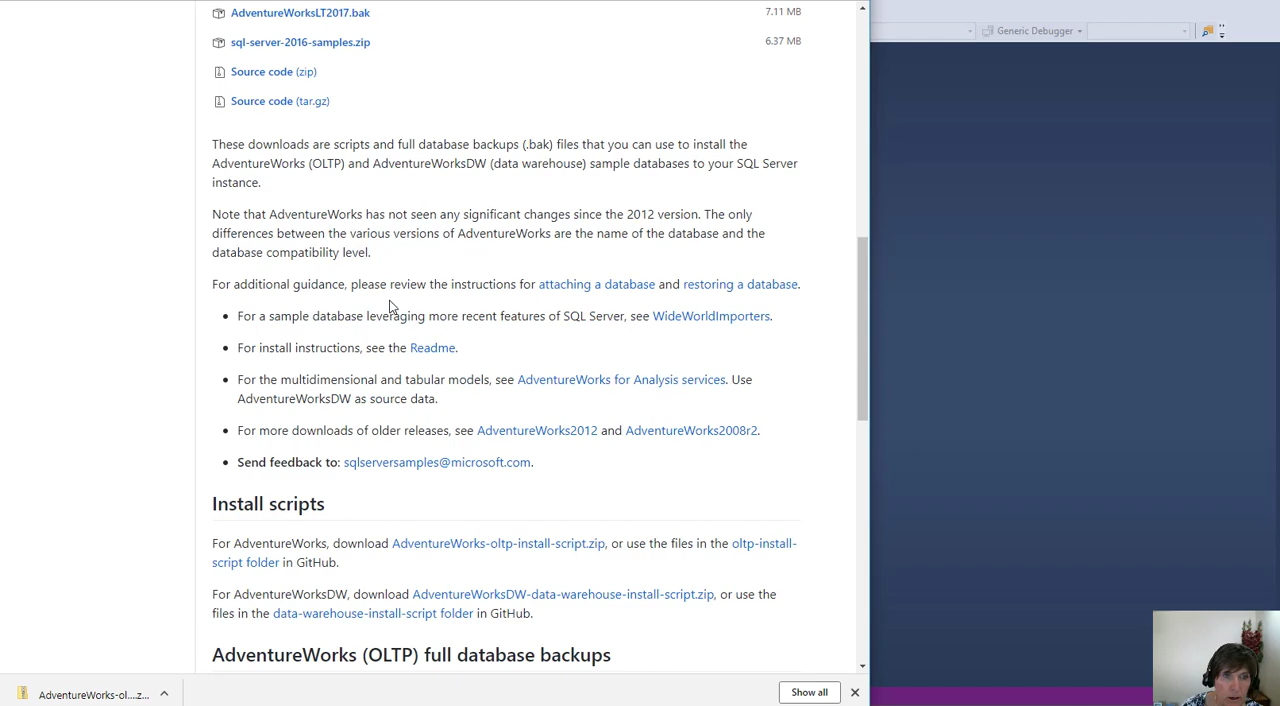 AdventureWorksLT2017.bak 7.11 MB
sql-server-2016-samples.zip 6.37 MB
Generic Debugger
Source code (zip)
Source code (tar.gz)
These downloads are scripts and full database backups (.bak) files that you can use to install the
AdventureWorks (OLTP) and AdventureWorksDW (data warehouse) sample databases to your SQL Server
instance.
Note that AdventureWorks has not seen any significant changes since the 2012 version. The only
differences between the various versions of AdventureWorks are the name of the database and the
database compatibility level.
For additional guidance, please review the instructions for attaching a database and restoring a database.
• For a sample database leveraging more recent features of SQL Server, see WideWorldImporters.
• For install instructions, see the Readme.
• For the multidimensional and tabular models, see AdventureWorks for Analysis services. Use
AdventureWorksDW as source data.
• For more downloads of older releases, see AdventureWorks2012 and AdventureWorks2008r2.
• Send feedback to: sqlserversamples@microsoft.com.
Install scripts
For AdventureWorks, download AdventureWorks-oltp-install-script.zip, or use the files in the oltp-install-
script folder in GitHub.
For AdventureWorksDW, download AdventureWorksDW-data-warehouse-install-script.zip, or use the
files in the data-warehouse-install-script folder in GitHub.
AdventureWorks (OLTP) full database backups
AdventureWorks-ol....z...
Show all